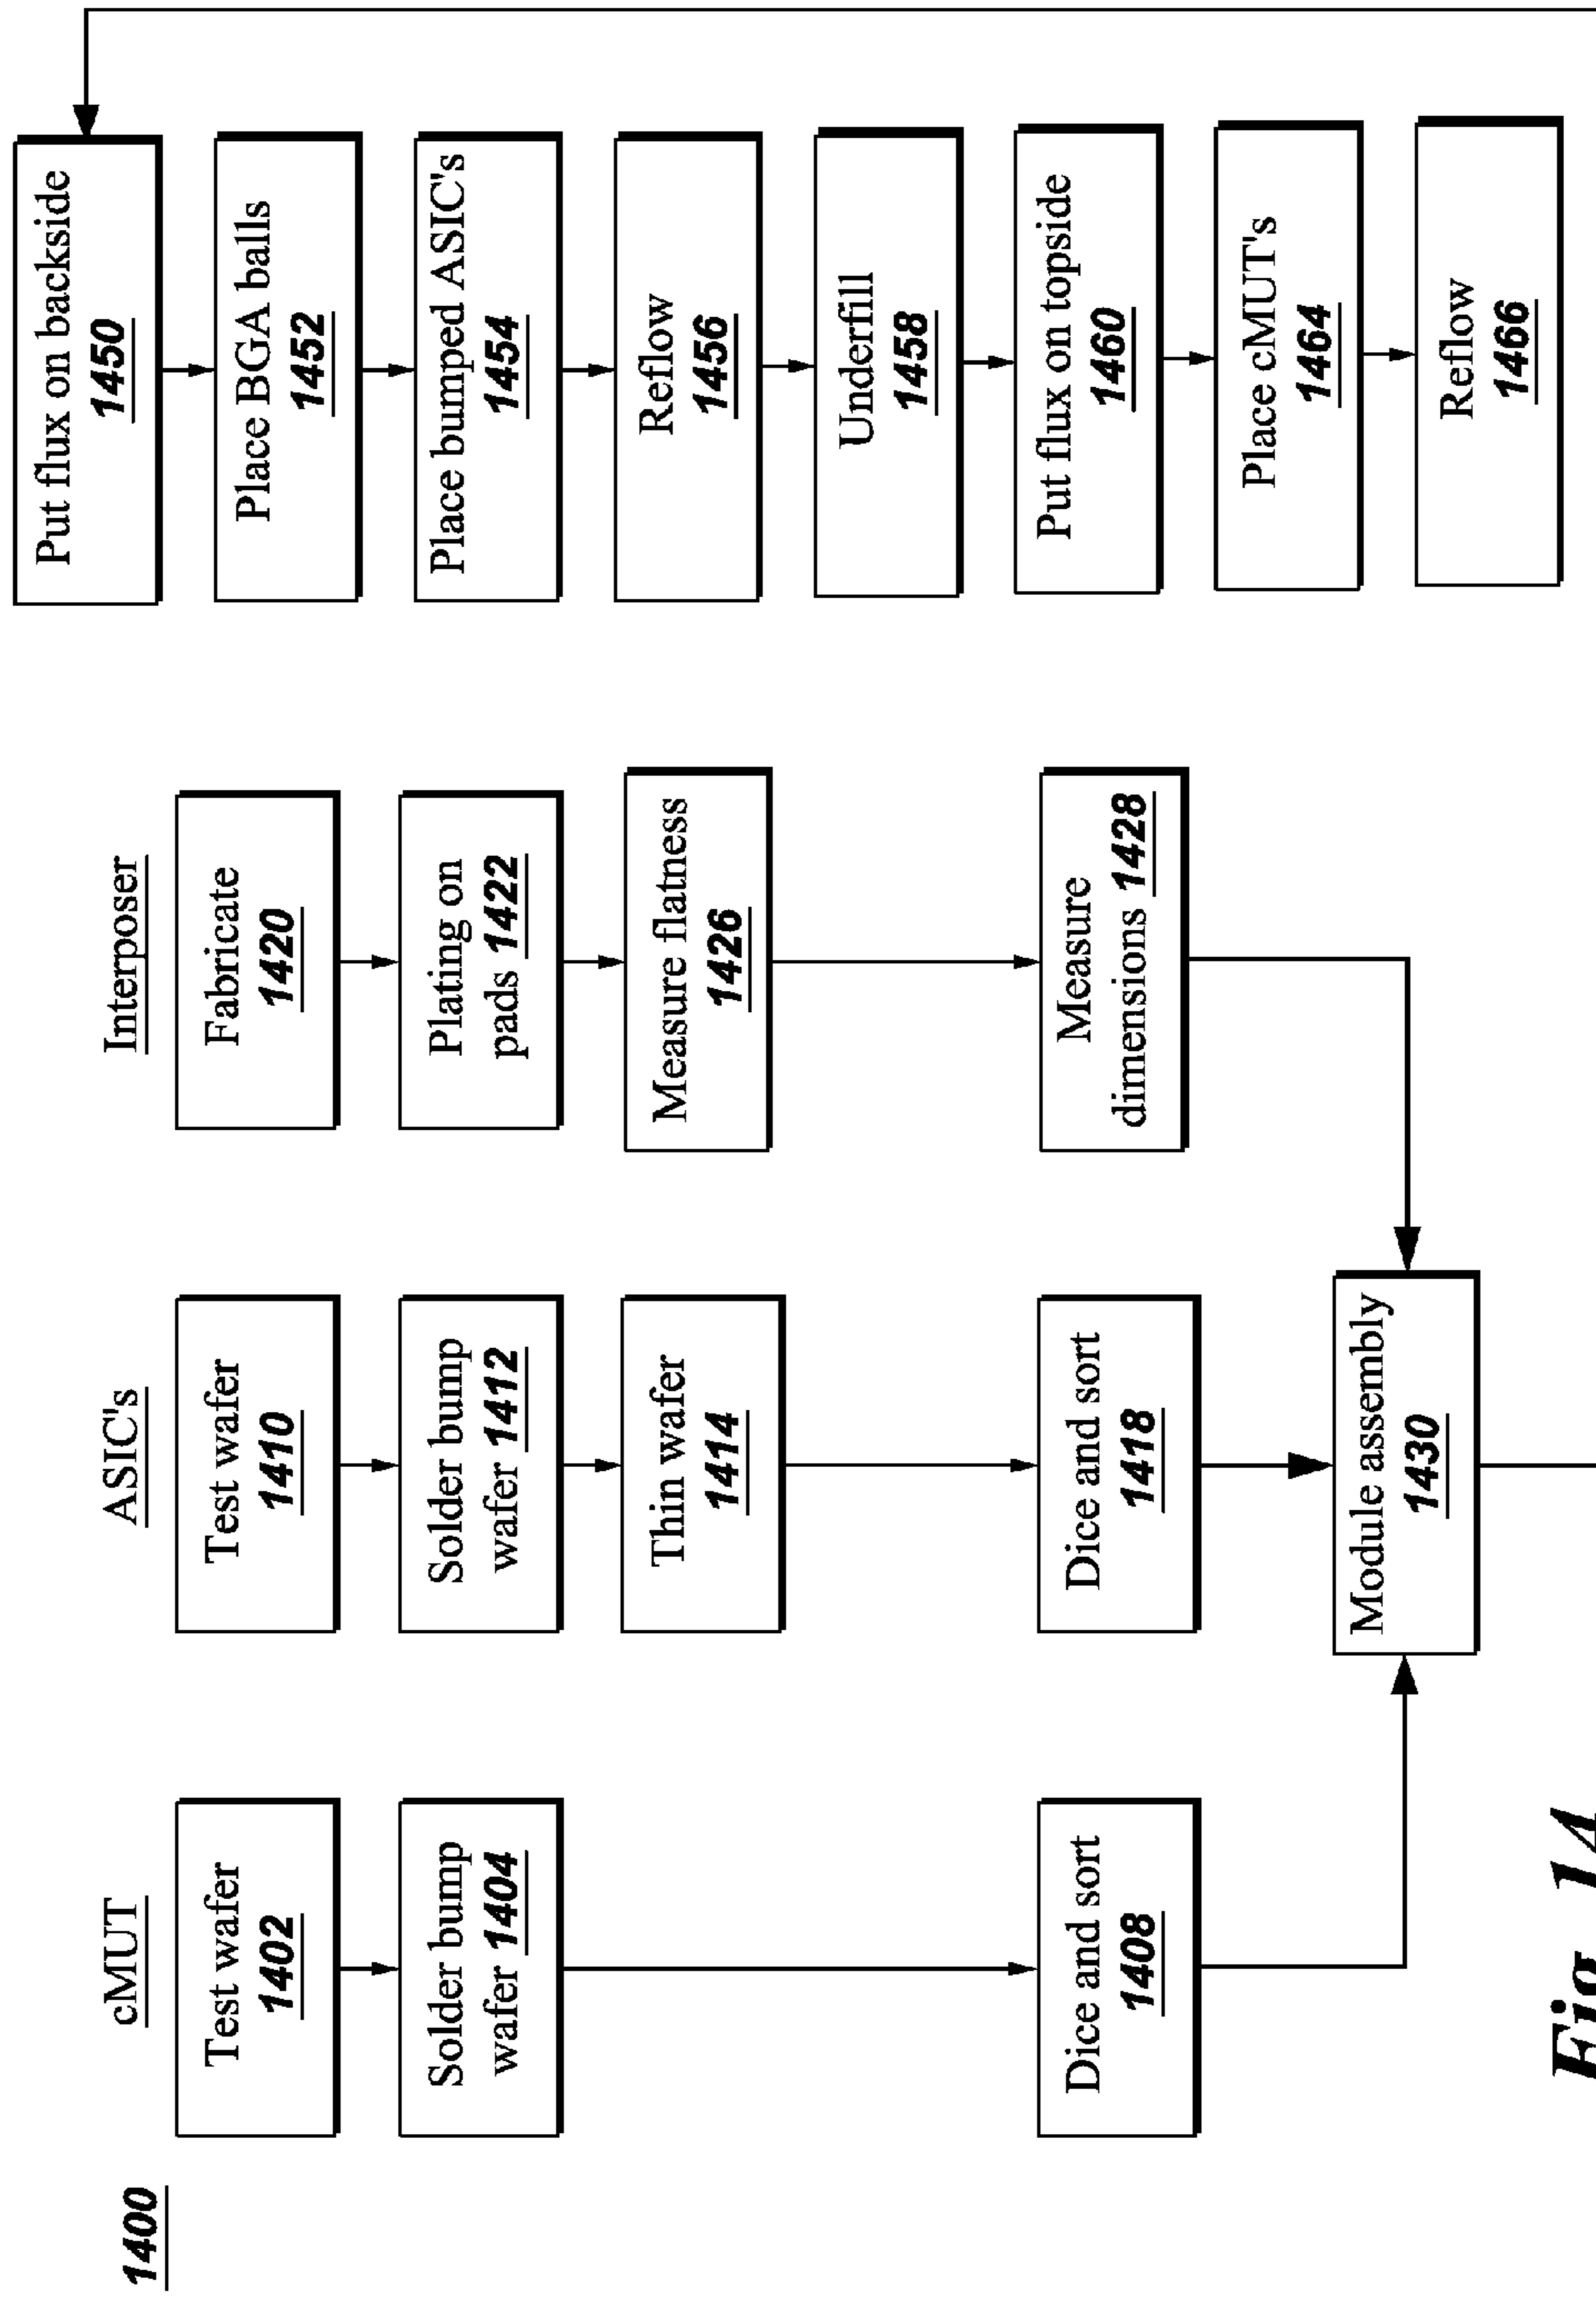 1400
cMUT
Test wafer
1402
Solder bump
wafer 1404
Dice and sort
1408
ASIC's
Test wafer
1410
Solder bump
wafer 1412
Thin wafer
1414
Dice and sort
1418
Interposer
Fabricate
1420
Plating on
pads 1422
Measure flatness
1426
Measure
dimensions 1428
Module assembly
1430
Put flux on backside
1450
Place BGA balls
1452
Place bumped ASIC's
1454
Reflow
1456
Underfill
1458
Put flux on topside
1460
Place cMUT's
1464
Reflow
1466
Fig. 14